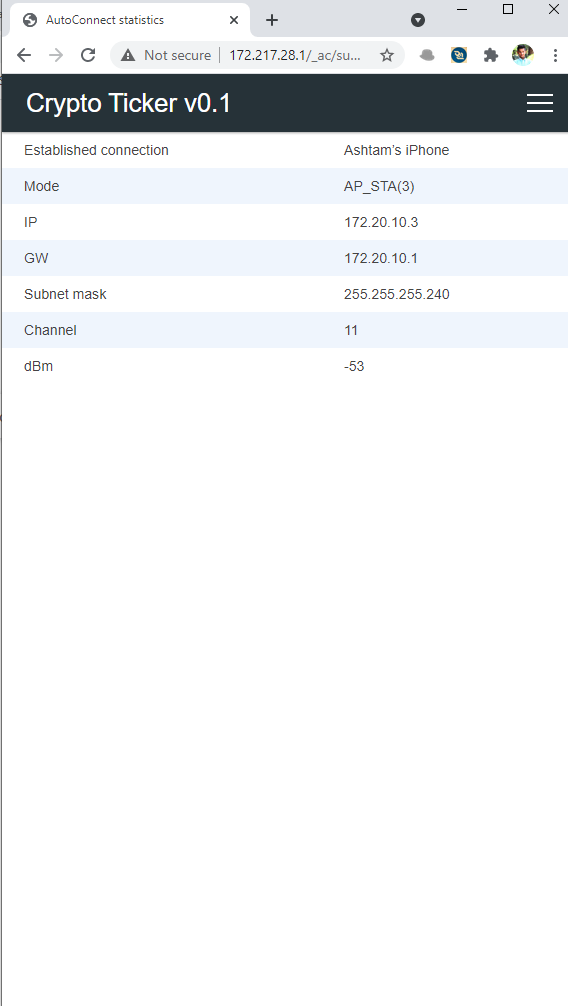 AutoConnect statistics
Not secure 172.217.28.1/_ac/su...
Crypto Ticker v0.1
Established connection Ashtam's iPhone
Mode AP_STA(3)
IP 172.20.10.3
GW 172.20.10.1
Subnet mask 255.255.255.240
Channel 11
dBm -53